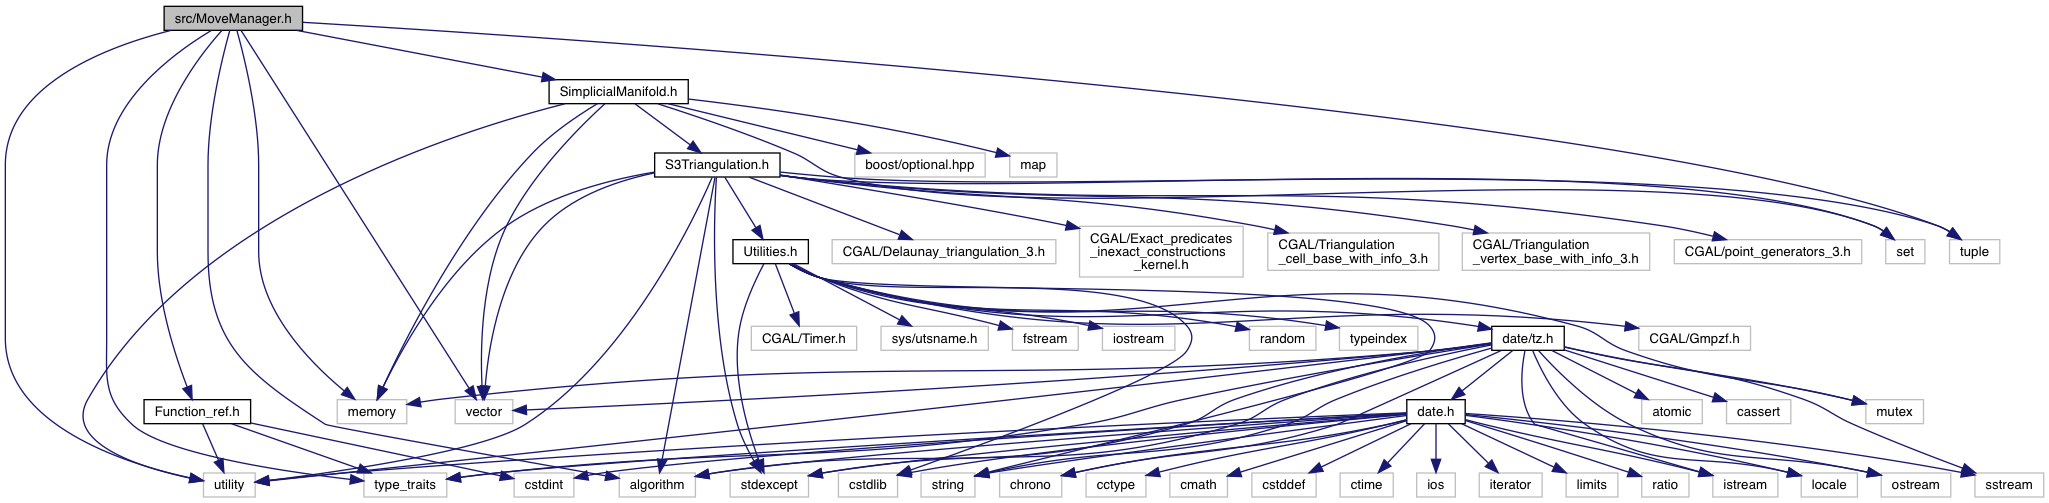 src/MoveManager.h
SimplicialManifold.h
S3Triangulation.h
boost/optional.hpp
map
Utilities.h
CGAL/Delaunay_triangulation_3.h
CGAL/Exact_predicates
_inexact_constructions
_kernel.h
CGAL/Triangulation
_cell_base_with_info_3.h
CGAL/Triangulation
_vertex_base_with_info_3.h
CGAL/point_generators_3.h
set
tuple
CGAL/Timer.h
sys/utsname.h
fstream
iostream
random
typeindex
date/tz.h
CGAL/Gmpzf.h
Function_ref.h
memory
vector
date.h
atomic
cassert
mutex
utility
type_traits
cstdint
algorithm
stdexcept
cstdlib
string
chrono
cctype
cmath
cstddef
ctime
ios
iterator
limits
ratio
istream
locale
ostream
sstream